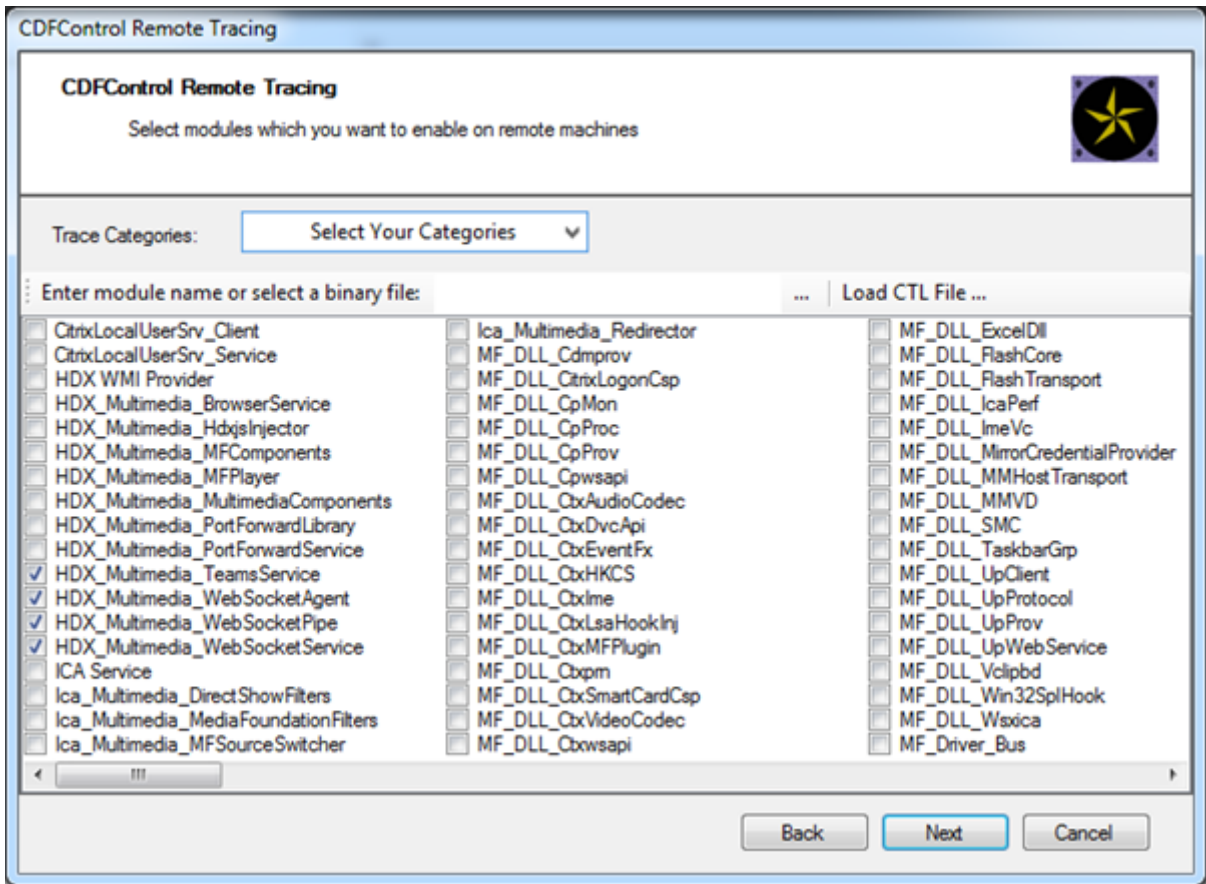 CDFControl Remote Tracing
CDFControl Remote Tracing
Select modules which you want to enable on remote machines
Trace Categories: Select Your Categories
Enter module name or select a binary file: ... Load CTL File ...
CitrixLocalUserSrv_Client
CitrixLocalUserSrv_Service
HDX WMI Provider
HDX_Multimedia_BrowserService
HDX_Multimedia_HdxjsInjector
HDX_Multimedia_MFComponents
HDX_Multimedia_MFPlayer
HDX_Multimedia_MultimediaComponents
HDX_Multimedia_PortForwardLibrary
HDX_Multimedia_PortForwardService
HDX_Multimedia_TeamsService
HDX_Multimedia_WebSocketAgent
HDX_Multimedia_WebSocketPipe
HDX_Multimedia_WebSocketService
ICA Service
Ica_Multimedia_DirectShowFilters
Ica_Multimedia_MediaFoundationFilters
Ica_Multimedia_MFSourceSwitcher
Ica_Multimedia_Redirector
MF_DLL_Cdmprov
MF_DLL_CitrixLogonCsp
MF_DLL_CpMon
MF_DLL_CpProc
MF_DLL_CpProv
MF_DLL_Cpwsapi
MF_DLL_CtxAudioCodec
MF_DLL_CtxDvcApi
MF_DLL_CtxEventFx
MF_DLL_CtxHKCS
MF_DLL_CtxIme
MF_DLL_CtxLsaHookInj
MF_DLL_CtxMFPlugin
MF_DLL_Ctxprn
MF_DLL_CtxSmartCardCsp
MF_DLL_CtxVideoCodec
MF_DLL_Ctxwsapi
MF_DLL_ExcelDll
MF_DLL_FlashCore
MF_DLL_FlashTransport
MF_DLL_IcaPerf
MF_DLL_ImeVc
MF_DLL_MirrorCredentialProvider
MF_DLL_MMHostTransport
MF_DLL_MMVD
MF_DLL_SMC
MF_DLL_TaskbarGrp
MF_DLL_UpClient
MF_DLL_UpProtocol
MF_DLL_UpProv
MF_DLL_UpWebService
MF_DLL_Vclipbd
MF_DLL_Win32SplHook
MF_DLL_Wsxica
MF_Driver_Bus
Back Next Cancel